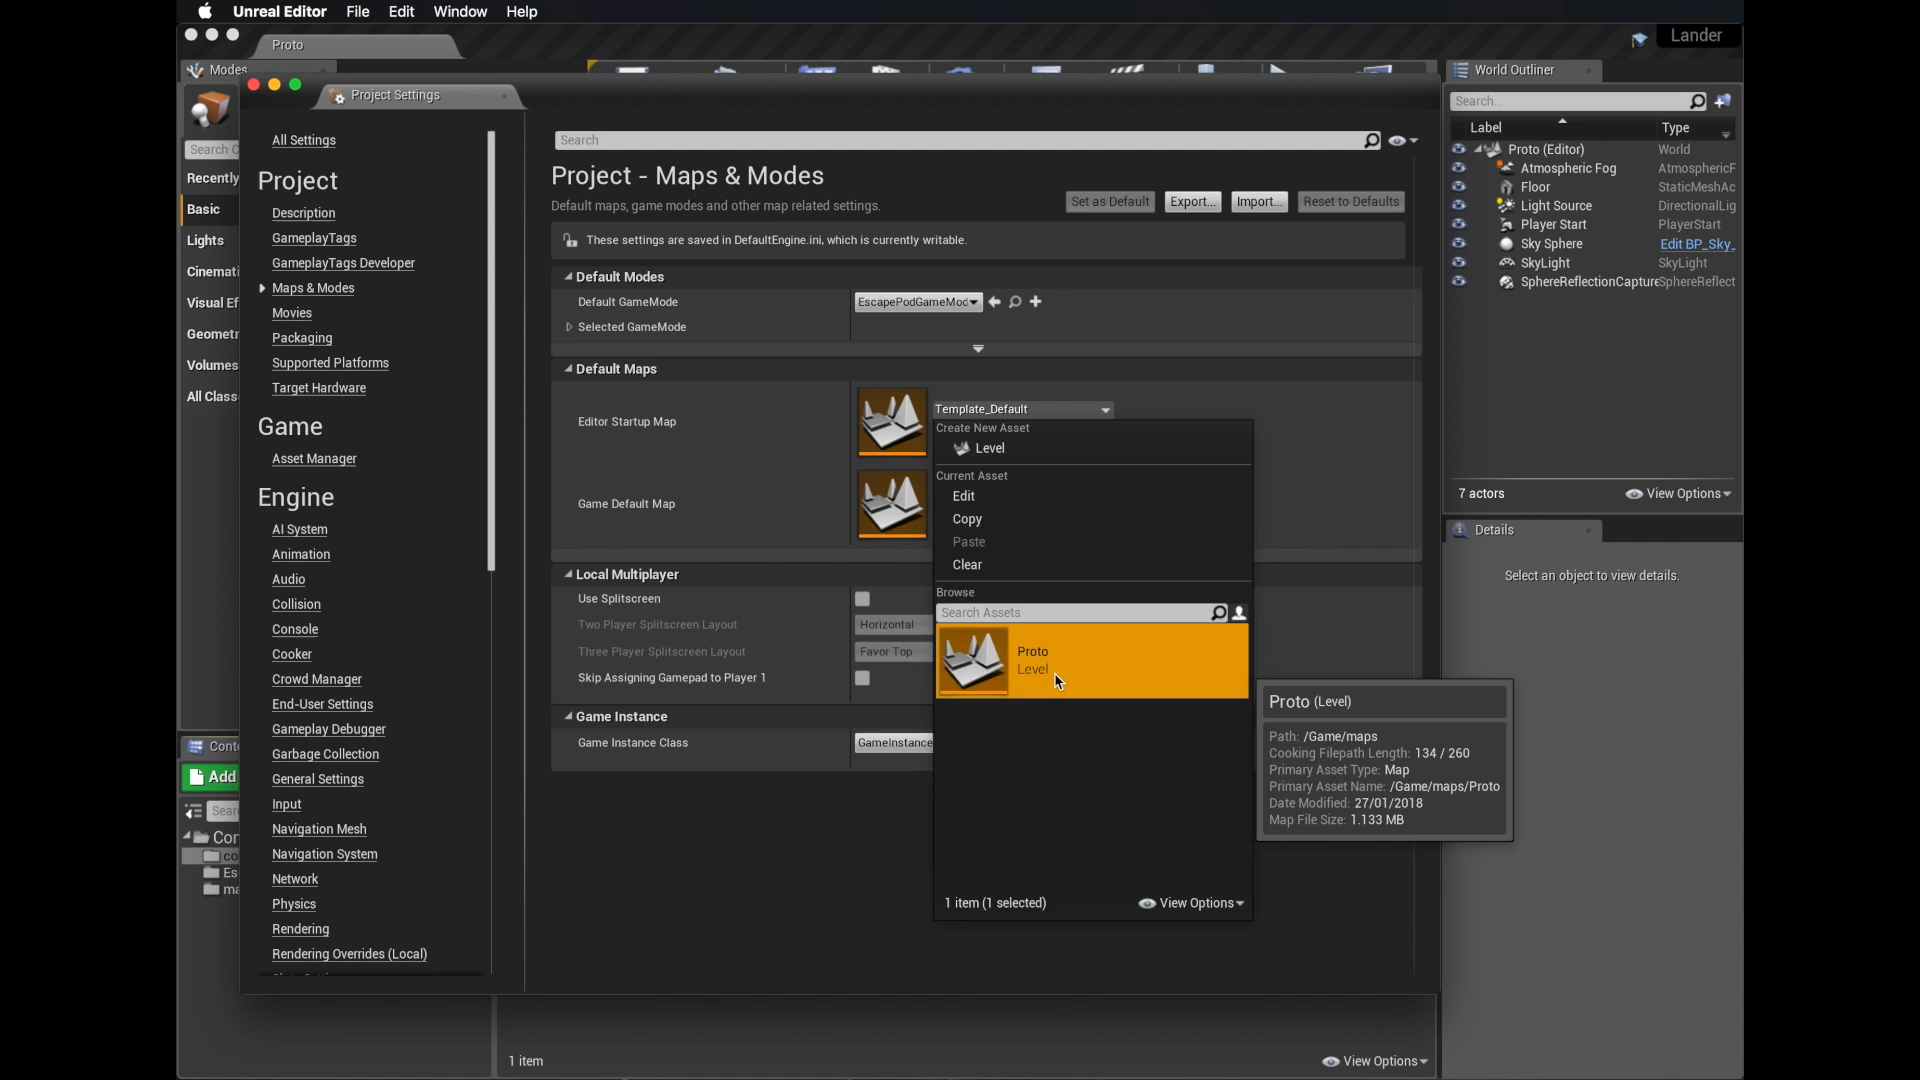 Unreal Editor File Edit Window Help
Proto
Lander
Modes
Recently
Basic
Lights
Geomet
Volumes
Project Settings
All Settings
Project
Description
GameplayTags
GameplayTags Developer
Maps & Modes
Movies
Packaging
Supported Platforms
Target Hardware
Game
Asset Manager
Engine
AI System
Animation
Audio
Collision
Console
Cooker
Crowd Manager
End-User Settings
Gameplay Debugger
Garbage Collection
General Settings
Input
Navigation Mesh
Navigation System
Network
Physics
Rendering
Rendering Overrides (Local)
Search
Project - Maps & Modes
Default maps, game modes and other map related settings.
Set as Default Export... Import... Reset to Defaults
These settings are saved in DefaultEngine.ini, which is currently writable.
Default Modes
Default GameMode EscapePodGameMod
Selected GameMode
Default Maps
Editor Startup Map Template_Default
Game Default Map
Local Multiplayer
Use Splitscreen
Two Player Splitscreen Layout Horizontal
Three Player Splitscreen Layout Favor Top
Skip Assigning Gamepad to Player 1
Game Instance
Game Instance Class GameInstance
Create New Asset
Level
Current Asset
Edit
Copy
Paste
Clear
Browse
Search Assets
Proto
Level
1 item (1 selected) View Options
Proto (Level)
Path: /Game/maps
Cooking Filepath Length: 134 / 260
Primary Asset Type: Map
Primary Asset Name: /Game/maps/Proto
Date Modified: 27/01/2018
Map File Size: 1.133 MB
World Outliner
Search...
Label Type
Proto (Editor) World
Atmospheric Fog AtmosphericF
Floor StaticMeshAc
Light Source DirectionalLig
Player Start PlayerStart
Sky Sphere Edit BP_Sky_
SkyLight SkyLight
SphereReflectionCapture SphereReflect
7 actors View Options
Details
Select an object to view details.
Add
1 item View Options